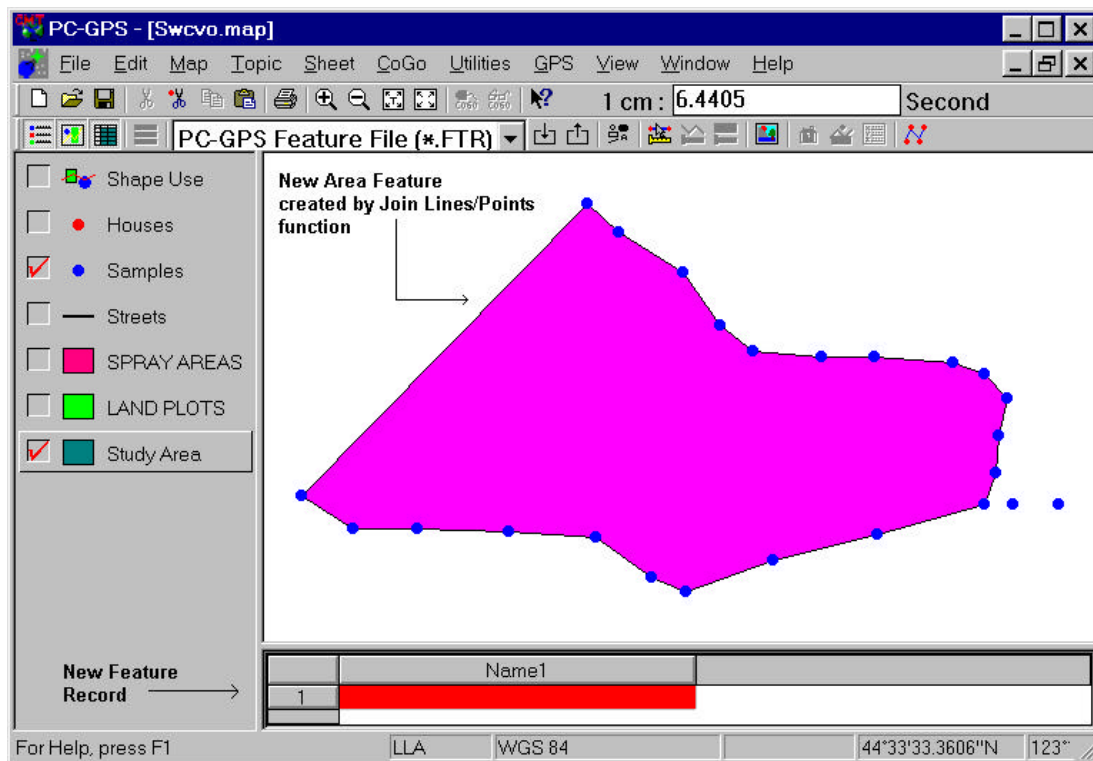 PC-GPS - [Swcvo.map]
File Edit Map Topic Sheet CoGo Utilities GPS View Window Help
1 cm : 6.4405 Second
PC-GPS Feature File (*.FTR)
Shape Use
Houses
Samples
Streets
SPRAY AREAS
LAND PLOTS
Study Area
New Area Feature
created by Join Lines/Points
function
New Feature
Record
Name1
1
For Help, press F1 LLA WGS 84 44°33'33.3606"N 123°